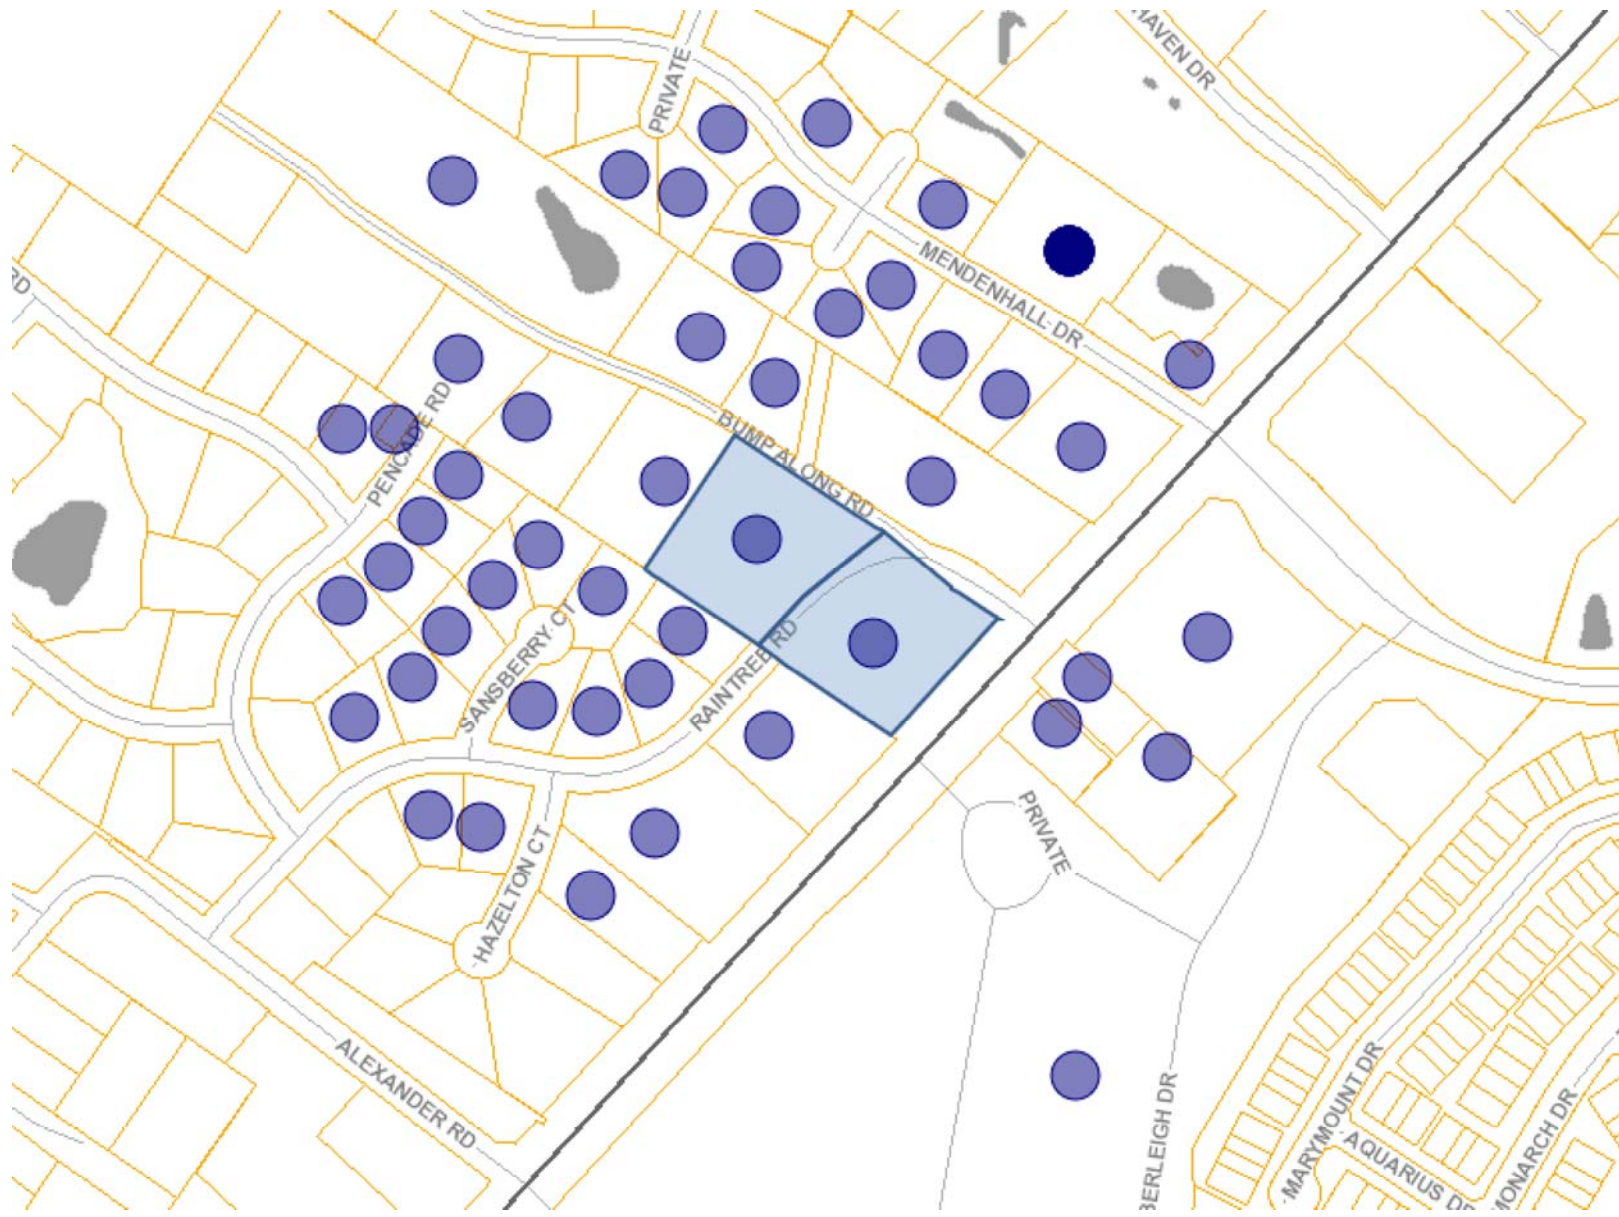 HAVEN DR
PRIVATE
MENDENHALL DR
RD
PENCADE RD
BUMP ALONG RD
SANSBERRY CT
RAINTREE RD
PRIVATE
HAZELTON CT
ALEXANDER RD
BERLEIGH DR
MARYMOUNT DR
AQUARIUS DR
MONARCH DR